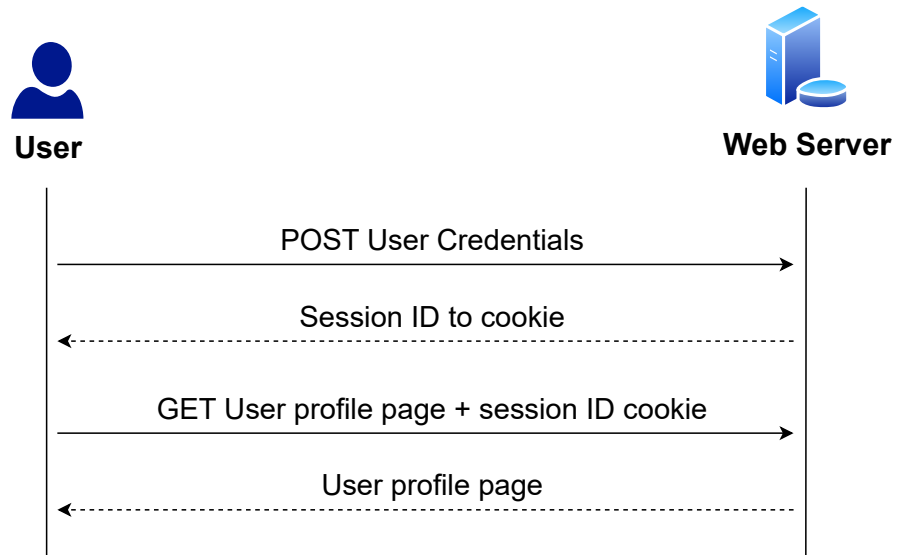 User
Web Server
POST User Credentials
Session ID to cookie
GET User profile page + session ID cookie
User profile page